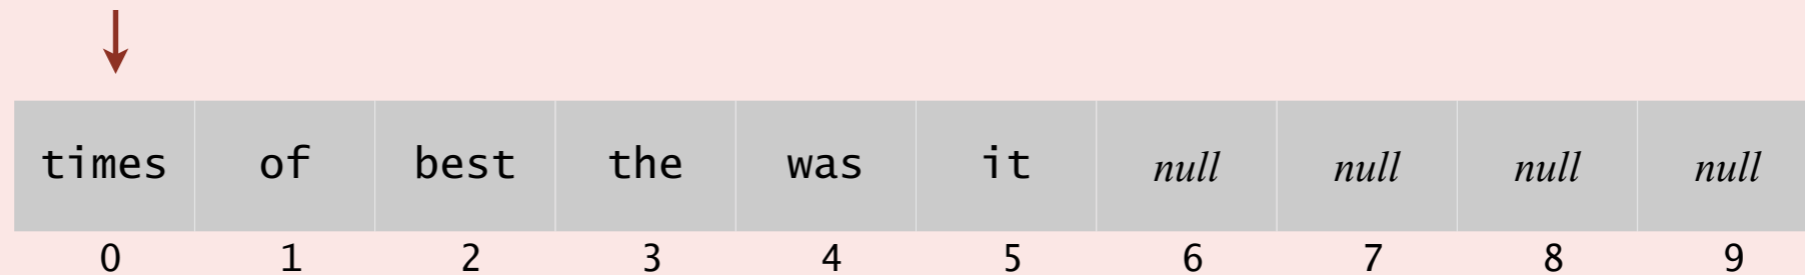 times of best the was it null null null null
0 1 2 3 4 5 6 7 8 9